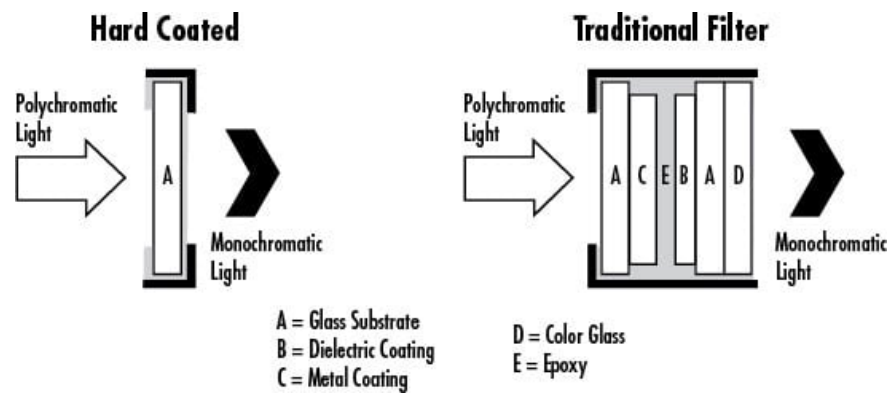 Hard Coated
Polychromatic
Light
A
Monochromatic
Light
Traditional Filter
Polychromatic
Light
A C E B A D
Monochromatic
Light
A = Glass Substrate
B = Dielectric Coating
C = Metal Coating
D = Color Glass
E = Epoxy